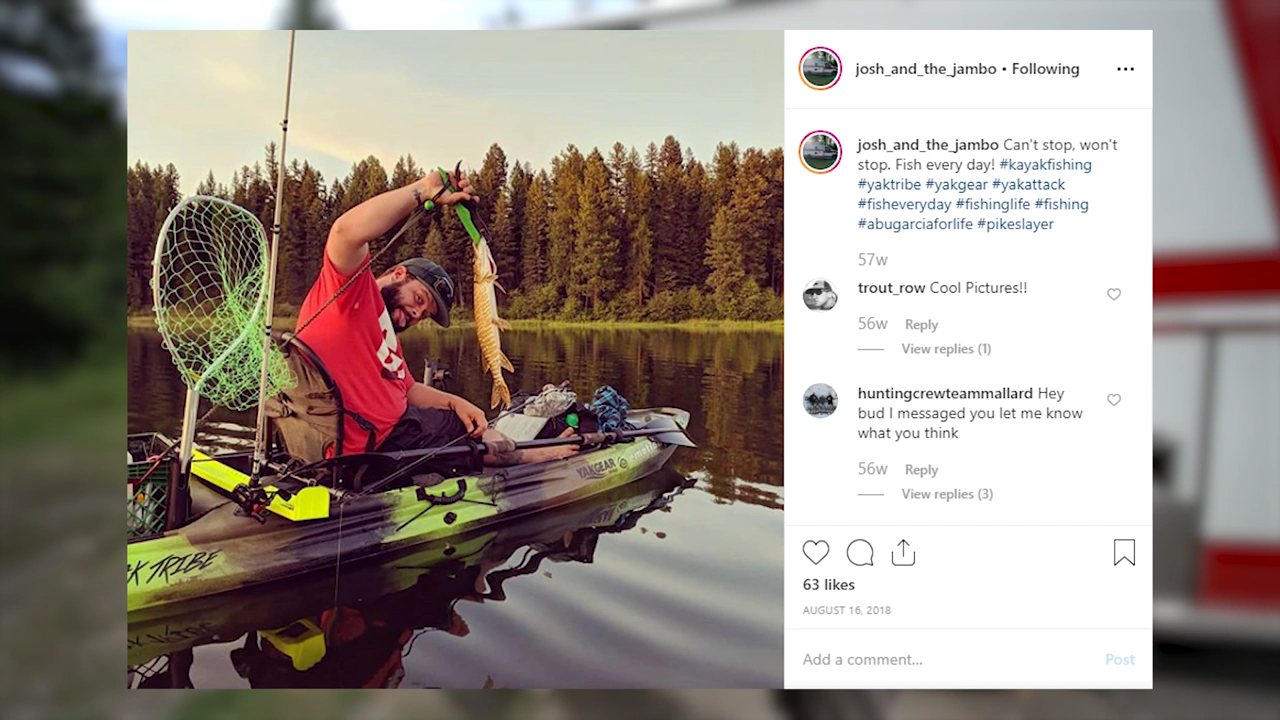 josh_and_the_jambo • Following
josh_and_the_jambo Can't stop, won't
stop. Fish every day! #kayakfishing
#yaktribe #yakgear #yakattack
#fisheveryday #fishinglife #fishing
#abugarciaforlife #pikeslayer
57w
trout_row Cool Pictures!!
56w Reply
View replies (1)
huntingcrewteammallard Hey
bud I messaged you let me know
what you think
56w Reply
View replies (3)
63 likes
AUGUST 16, 2018
Add a comment... Post
YAKGEAR
K TRIBE